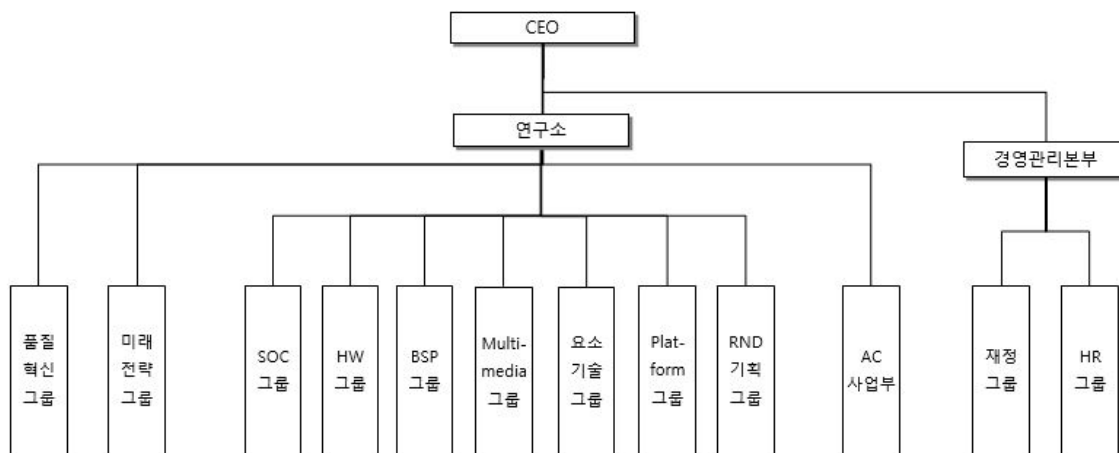 CEO
연구소
경영관리본부
품질
혁신
그룹
미래
전략
그룹
SOC
그룹
HW
그룹
BSP
그룹
Multi-
media
그룹
요소
기술
그룹
Plat-
form
그룹
RND
기획
그룹
AC
사업부
재정
그룹
HR
그룹